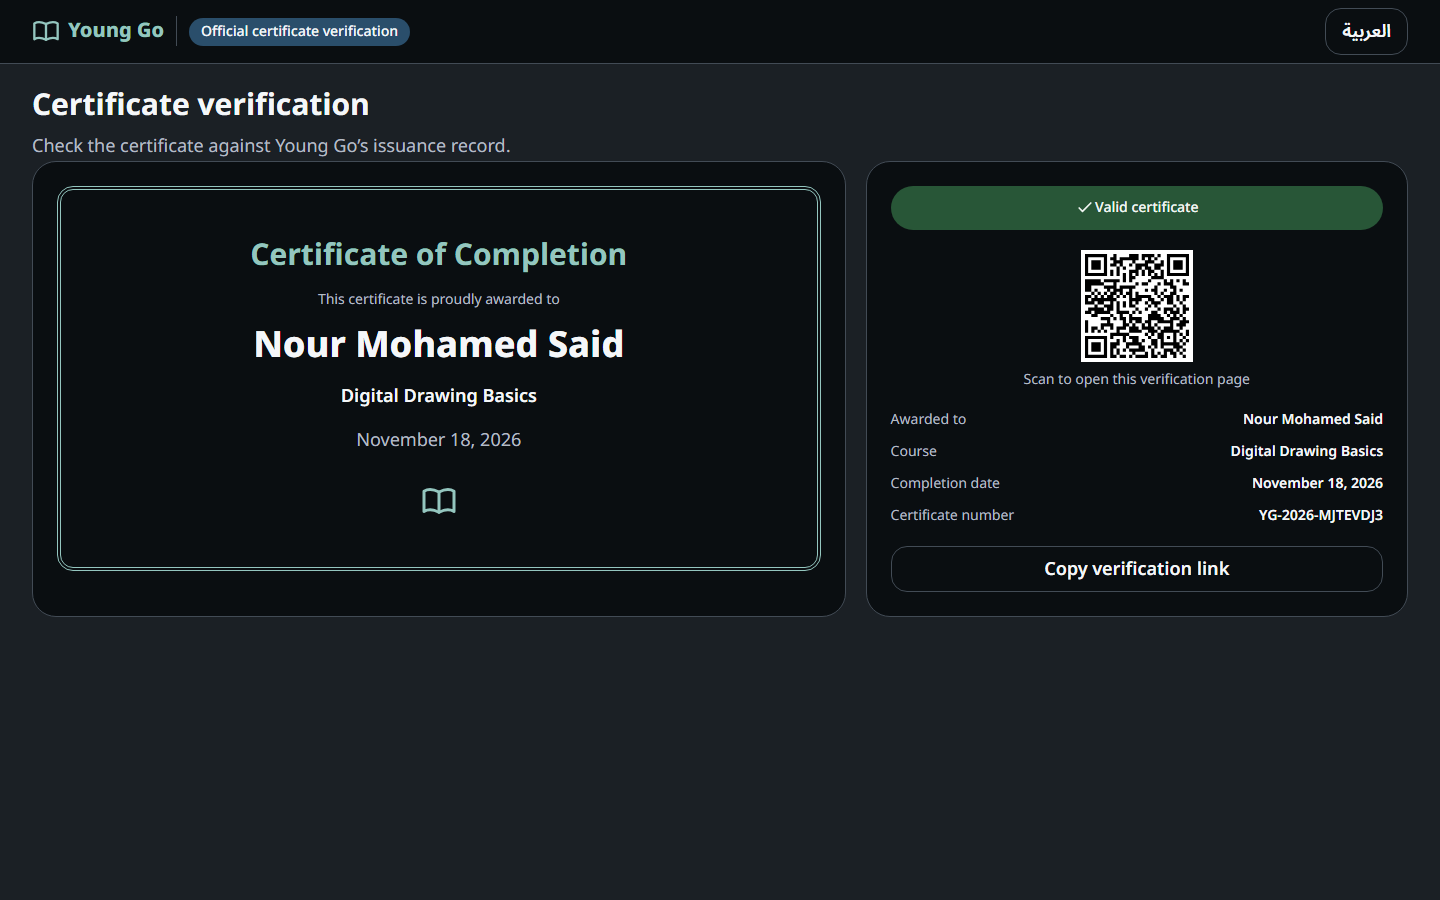 Young Go
Official certificate verification
العربية
Certificate verification
Check the certificate against Young Go’s issuance record.
Certificate of Completion
This certificate is proudly awarded to
Nour Mohamed Said
Digital Drawing Basics
November 18, 2026
Valid certificate
Scan to open this verification page
Awarded to Nour Mohamed Said
Course Digital Drawing Basics
Completion date November 18, 2026
Certificate number YG-2026-MJTEVDJ3
Copy verification link